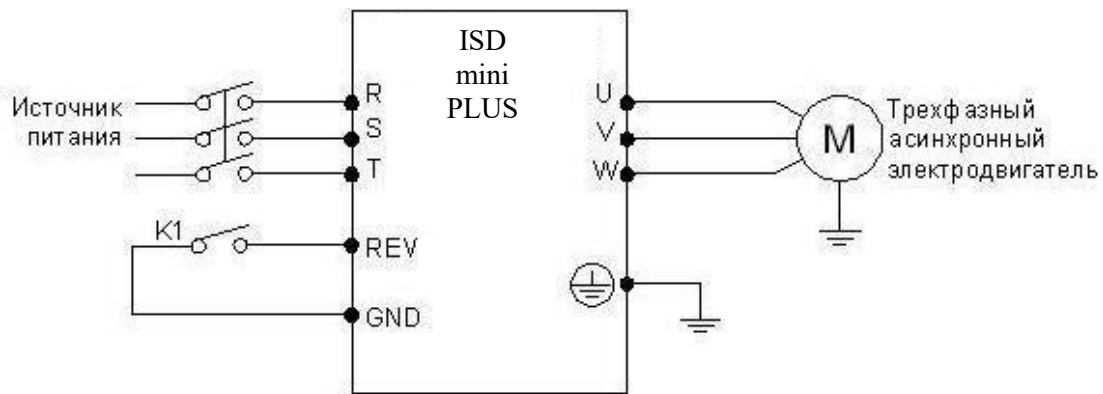 ISD
mini
PLUS
Источник
питания
R
S
T
K1
REV
GND
U
V
W
M
Трехфазный
асинхронный
электродвигатель